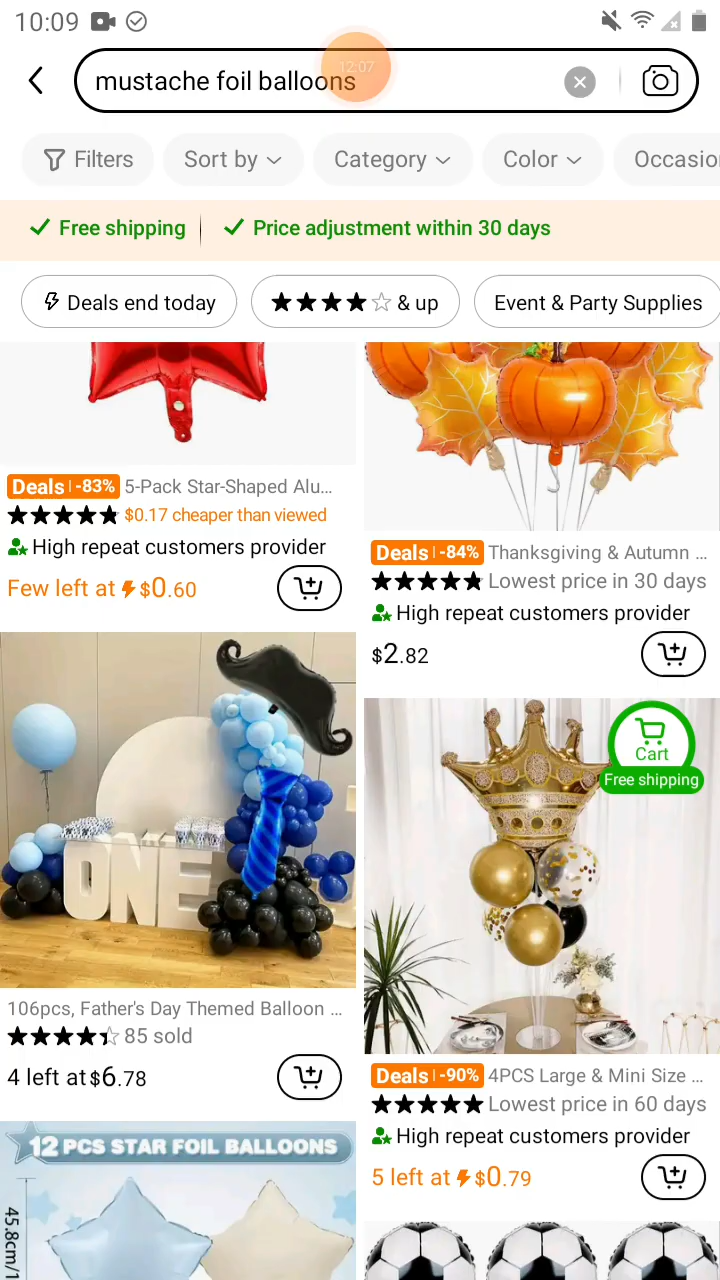 10:09
12:07
mustache foil balloons
Filters
Sort by
Category
Color
Occasio
Free shipping
Price adjustment within 30 days
Deals end today
& up
Event & Party Supplies
Deals -83% 5-Pack Star-Shaped Alu...
$0.17 cheaper than viewed
High repeat customers provider
Few left at $0.60
Deals -84% Thanksgiving & Autumn ...
Lowest price in 30 days
High repeat customers provider
$2.82
ONE
106pcs, Father's Day Themed Balloon ...
85 sold
4 left at $6.78
Cart
Free shipping
Deals -90% 4PCS Large & Mini Size ...
Lowest price in 60 days
High repeat customers provider
5 left at $0.79
12 PCS STAR FOIL BALLOONS
45.8cm/1